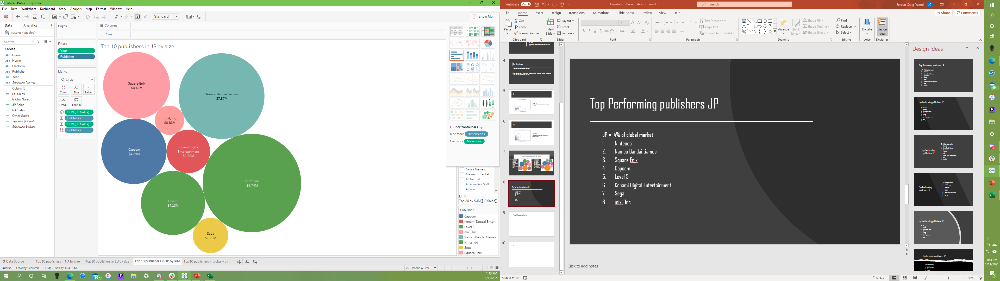 Tableau Public - Capstone3
File Data Worksheet Dashboard Story Analysis Map Format Window Help
Standard
Show Me
Data Analytics
vgsales (vgsales)
Search
Tables
Abc Genre
Abc Name
Abc Platform
Abc Publisher
# Year
Abc Measure Names
# Column1
# EU Sales
# Global Sales
# JP Sales
# NA Sales
# Other Sales
# vgsales (Count)
# Measure Values
Pages
Filters
Year
Publisher
Marks
Circle
Color Size Label
Detail Tooltip
SUM(JP Sales)
Publisher
SUM(JP Sales)
Publisher
Columns
Rows
Top 10 publishers in JP by size
Square Enix
$4.48M
Namco Bandai Games
$7.37M
mixi, Inc
$0.86M
Capcom
$4.29M
Konami Digital
Entertainment
$1.90M
Nintendo
$9.74M
Level 5
$4.13M
Sega
$1.25M
For horizontal bars try
0 or more Dimensions
1 or more Measures
Aksys Games
Alawar Entertai...
Alchemist
Alternative Soft...
Altron
Limit
Top 20 by SUM([JP Sales])
Publisher
Capcom
Konami Digital Enter...
Level 5
mixi, Inc
Namco Bandai Games
Nintendo
Sega
Square Enix
Data Source
Top 10 publishers in NA by size
Top 10 publishers in EU by size
Top 10 publishers in JP by size
Top 10 publishers in globally by ...
8 marks 1 row by 1 column SUM(JP Sales): $34.02M
Jordan A Crai...
99+
1:43 PM
1/11/2021
AutoSave On
Capstone 3 Presentation - Saved
Search
Jordan Craig-Wood JC
File Home Insert Design Transitions Animations Slide Show Review View Help
Share Comments
Paste
Cut
Copy
Format Painter
Clipboard
New
Slide
Layout
Reset
Section
Slides
16+
Font
Text Direction
Align Text
Convert to SmartArt
Paragraph
Arrange
Quick
Styles
Shape Fill
Shape Outline
Shape Effects
Drawing
Find
Replace
Select
Editing
Dictate
Voice
Design
Ideas
Designer
4
Our Hypothesis
5
6
7
Top performing publishers NA and EU
8
Top Performing publishers JP
9
Final Suggestions
10
Top Performing publishers JP
JP = 14% of global market
1. Nintendo
2. Namco Bandai Games
3. Square Enix
4. Capcom
5. Level 5
6. Konami Digital Entertainment
7. Sega
8. mixi, Inc
Click to add notes
Design Ideas
Top Performing publishers JP
Top Performing publishers JP
Top Performing
publishers JP
Top Performing
publishers JP
Top Performing publishers JP
Top Performing publishers JP
Slide 8 of 10
Notes
99%
99+
1:43 PM
1/11/2021